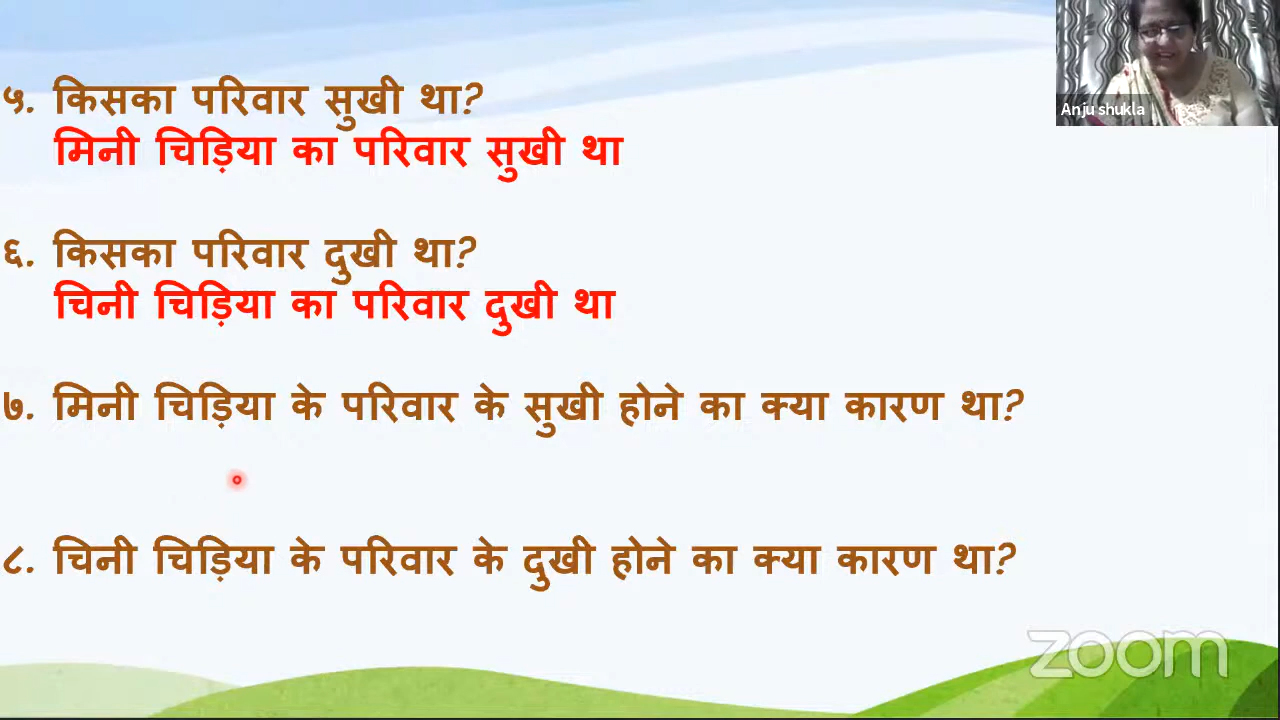 ५. किसका परिवार सुखी था?
मिनी चिड़िया का परिवार सुखी था
६. किसका परिवार दुखी था?
चिनी चिड़िया का परिवार दुखी था
७. मिनी चिड़िया के परिवार के सुखी होने का क्या कारण था?
८. चिनी चिड़िया के परिवार के दुखी होने का क्या कारण था?
Anju shukla
zoom